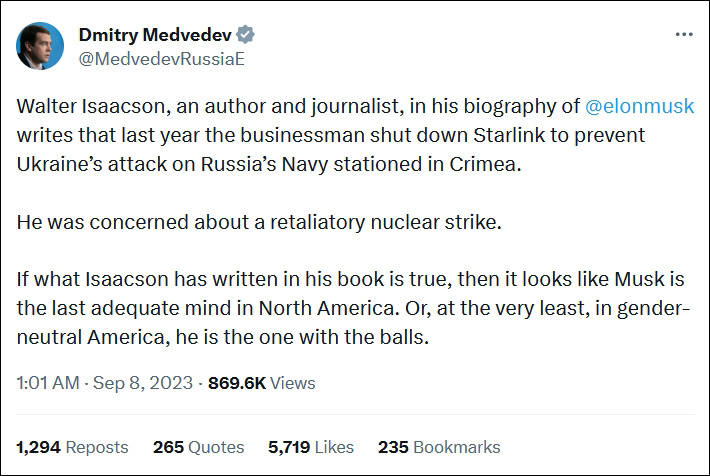 Dmitry Medvedev
@MedvedevRussiaE
Walter Isaacson, an author and journalist, in his biography of @elonmusk
writes that last year the businessman shut down Starlink to prevent
Ukraine’s attack on Russia’s Navy stationed in Crimea.
He was concerned about a retaliatory nuclear strike.
If what Isaacson has written in his book is true, then it looks like Musk is
the last adequate mind in North America. Or, at the very least, in gender-
neutral America, he is the one with the balls.
1:01 AM · Sep 8, 2023 · 869.6K Views
1,294 Reposts 265 Quotes 5,719 Likes 235 Bookmarks